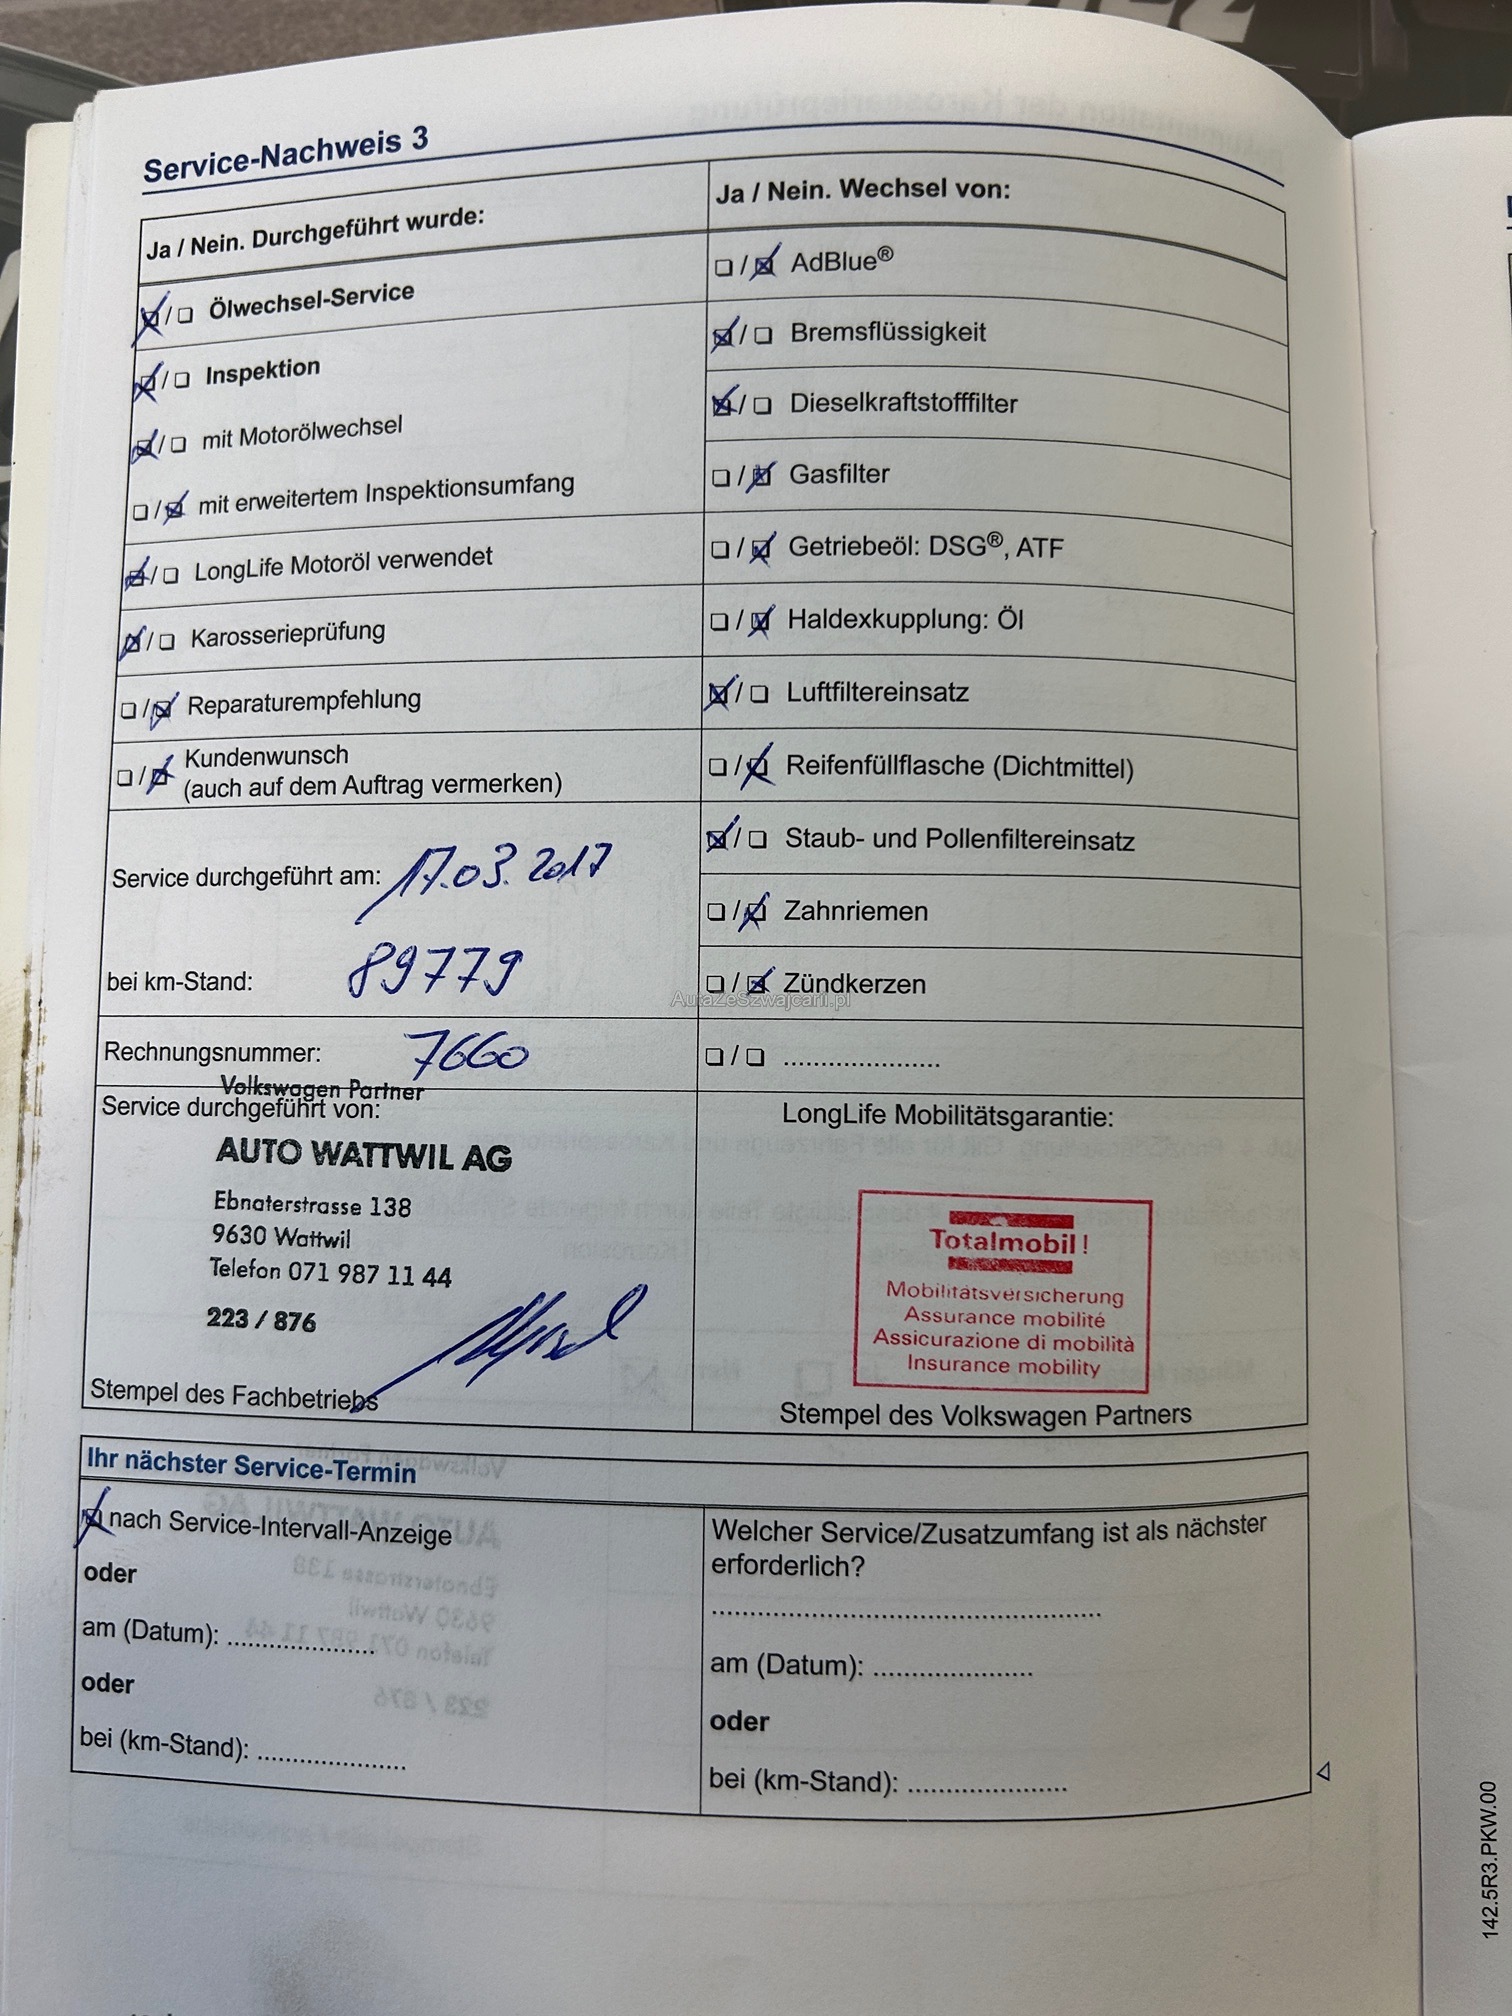 Service-Nachweis 3
Ja / Nein. Durchgeführt wurde:
Ölwechsel-Service
Inspektion
mit Motorölwechsel
mit erweitertem Inspektionsumfang
LongLife Motoröl verwendet
Karosserieprüfung
Reparaturempfehlung
Kundenwunsch
(auch auf dem Auftrag vermerken)
Service durchgeführt am: 17.03.2017
bei km-Stand: 89779
Rechnungsnummer: 7660
Volkswagen Partner
Service durchgeführt von:
AUTO WATTWIL AG
Ebnaterstrasse 138
9630 Wattwil
Telefon 071 987 11 44
223 / 876
Stempel des Fachbetriebs
Ja / Nein. Wechsel von:
AdBlue®
Bremsflüssigkeit
Dieselkraftstofffilter
Gasfilter
Getriebeöl: DSG®, ATF
Haldexkupplung: Öl
Luftfiltereinsatz
Reifenfüllflasche (Dichtmittel)
Staub- und Pollenfiltereinsatz
Zahnriemen
Zündkerzen
AutaZeSzwajcarii.pl
LongLife Mobilitätsgarantie:
Totalmobil!
Mobilitätsversicherung
Assurance mobilité
Assicurazione di mobilità
Insurance mobility
Stempel des Volkswagen Partners
Ihr nächster Service-Termin
nach Service-Intervall-Anzeige
oder
am (Datum): .....................
oder
bei (km-Stand): .....................
Welcher Service/Zusatzumfang ist als nächster
erforderlich?
am (Datum): .....................
oder
bei (km-Stand): .....................
142.5R3.PKW.00